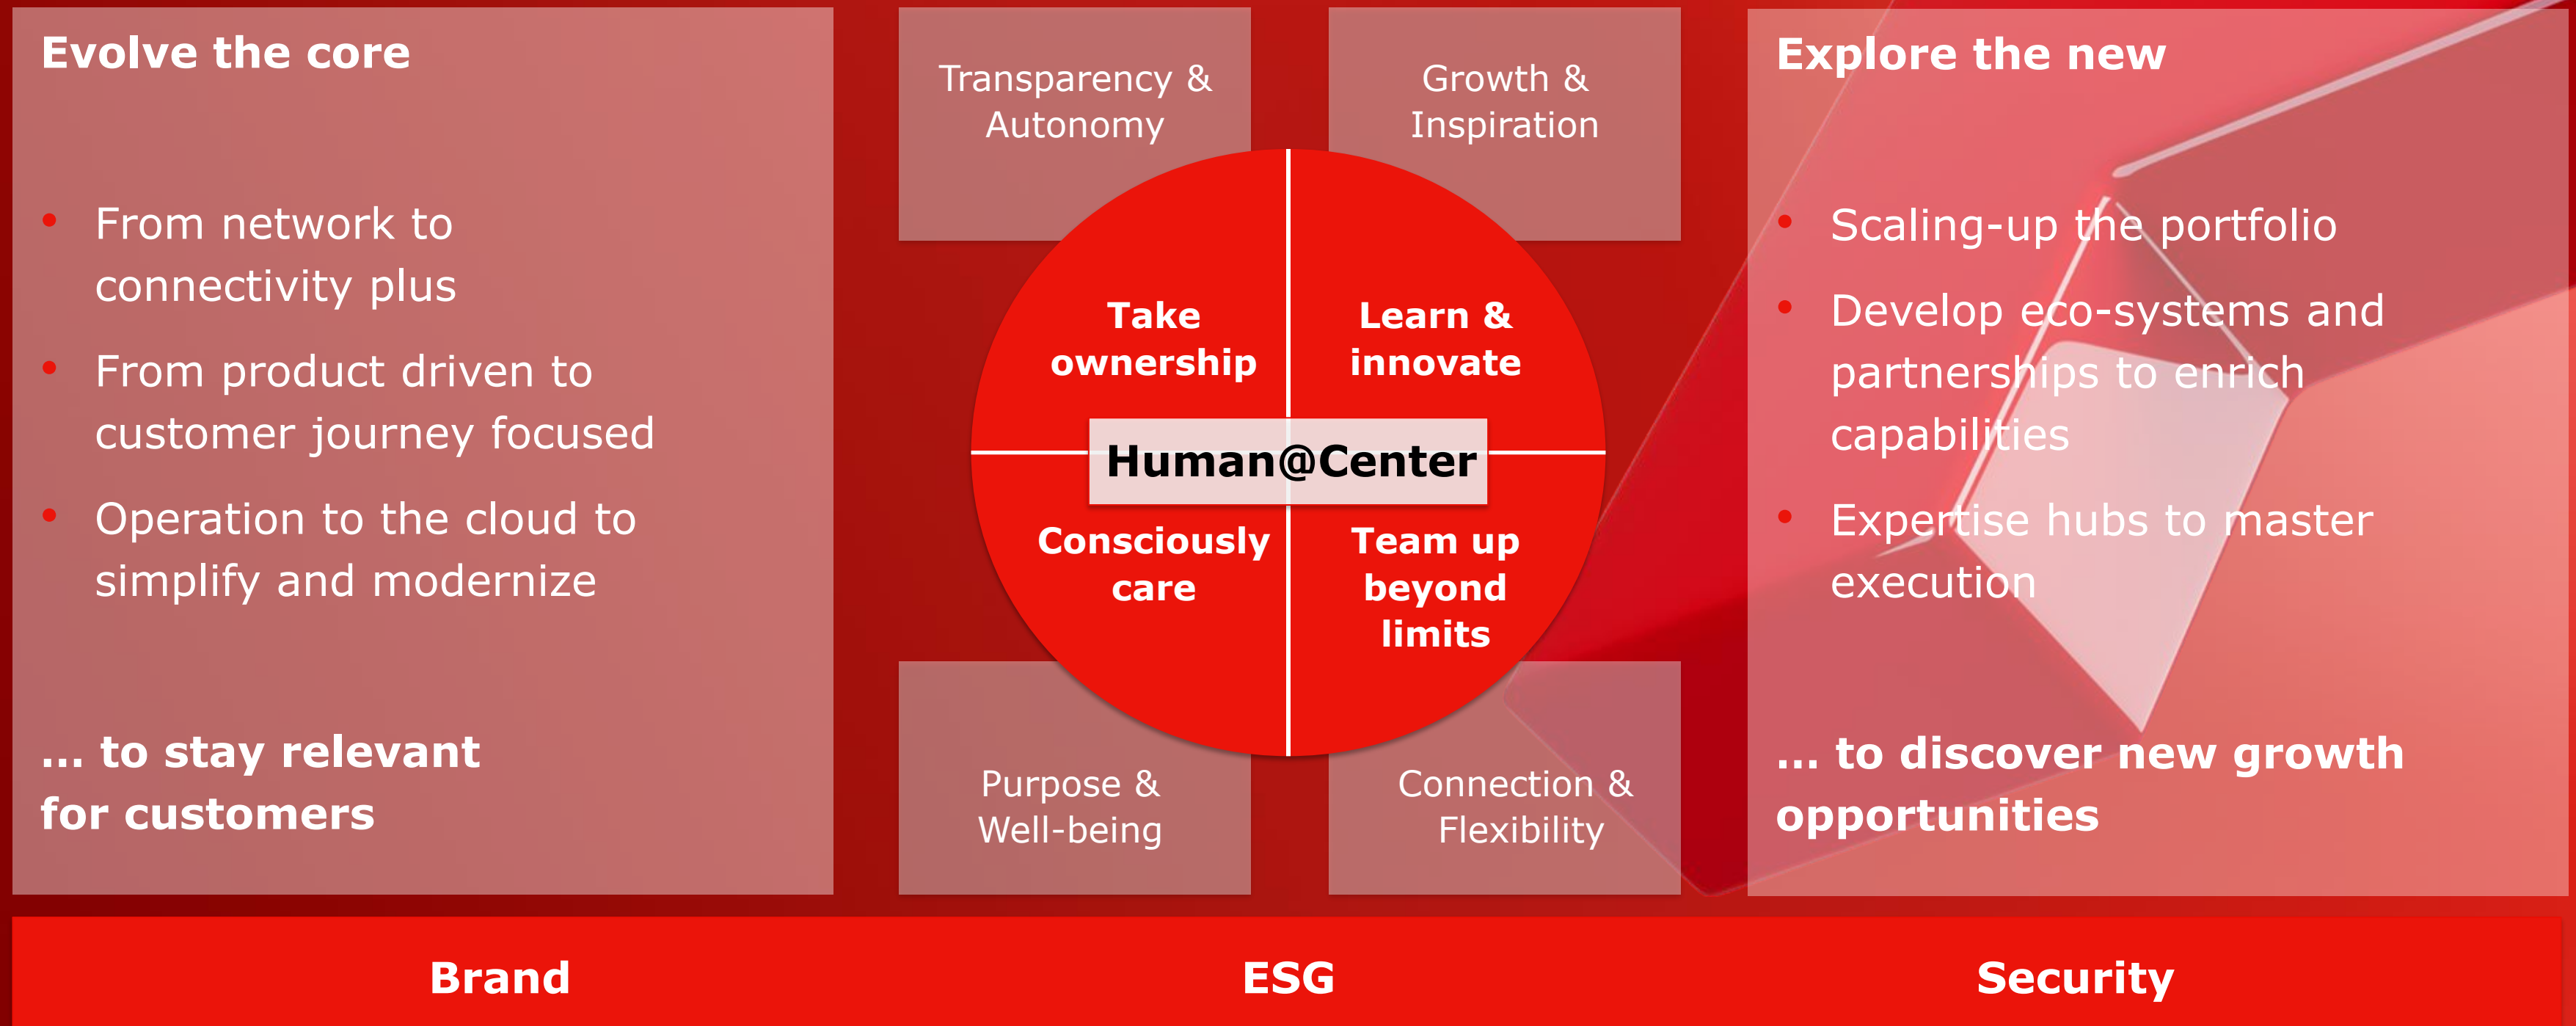 Evolve the core
• From network to
connectivity plus
• From product driven to
customer journey focused
• Operation to the cloud to
simplify and modernize
... to stay relevant
for customers
Transparency &
Autonomy
Growth &
Inspiration
Take
ownership
Learn &
innovate
Human@Center
Consciously
care
Team up
beyond
limits
Purpose &
Well-being
Connection &
Flexibility
Explore the new
• Scaling-up the portfolio
• Develop eco-systems and
partnerships to enrich
capabilities
• Expertise hubs to master
execution
... to discover new growth
opportunities
Brand
ESG
Security